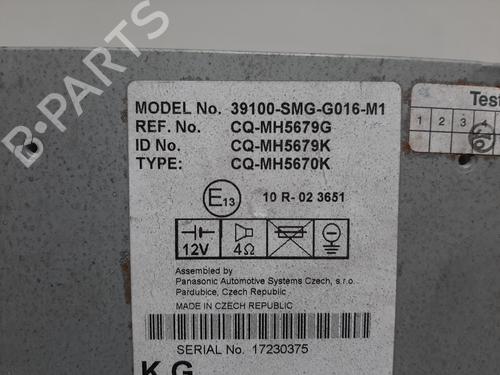 B-PARTS
MODEL No. 39100-SMG-G016-M1
REF. No. CQ-MH5679G
ID No. CQ-MH5679K
TYPE: CQ-MH5670K
Test
1 2 3 4
E13
10 R- 02 3651
12V 4Ω
Assembled by
Panasonic Automotive Systems Czech, s.r.o.
Pardubice, Czech Republic
MADE IN CZECH REPUBLIC
SERIAL No. 17230375
K G